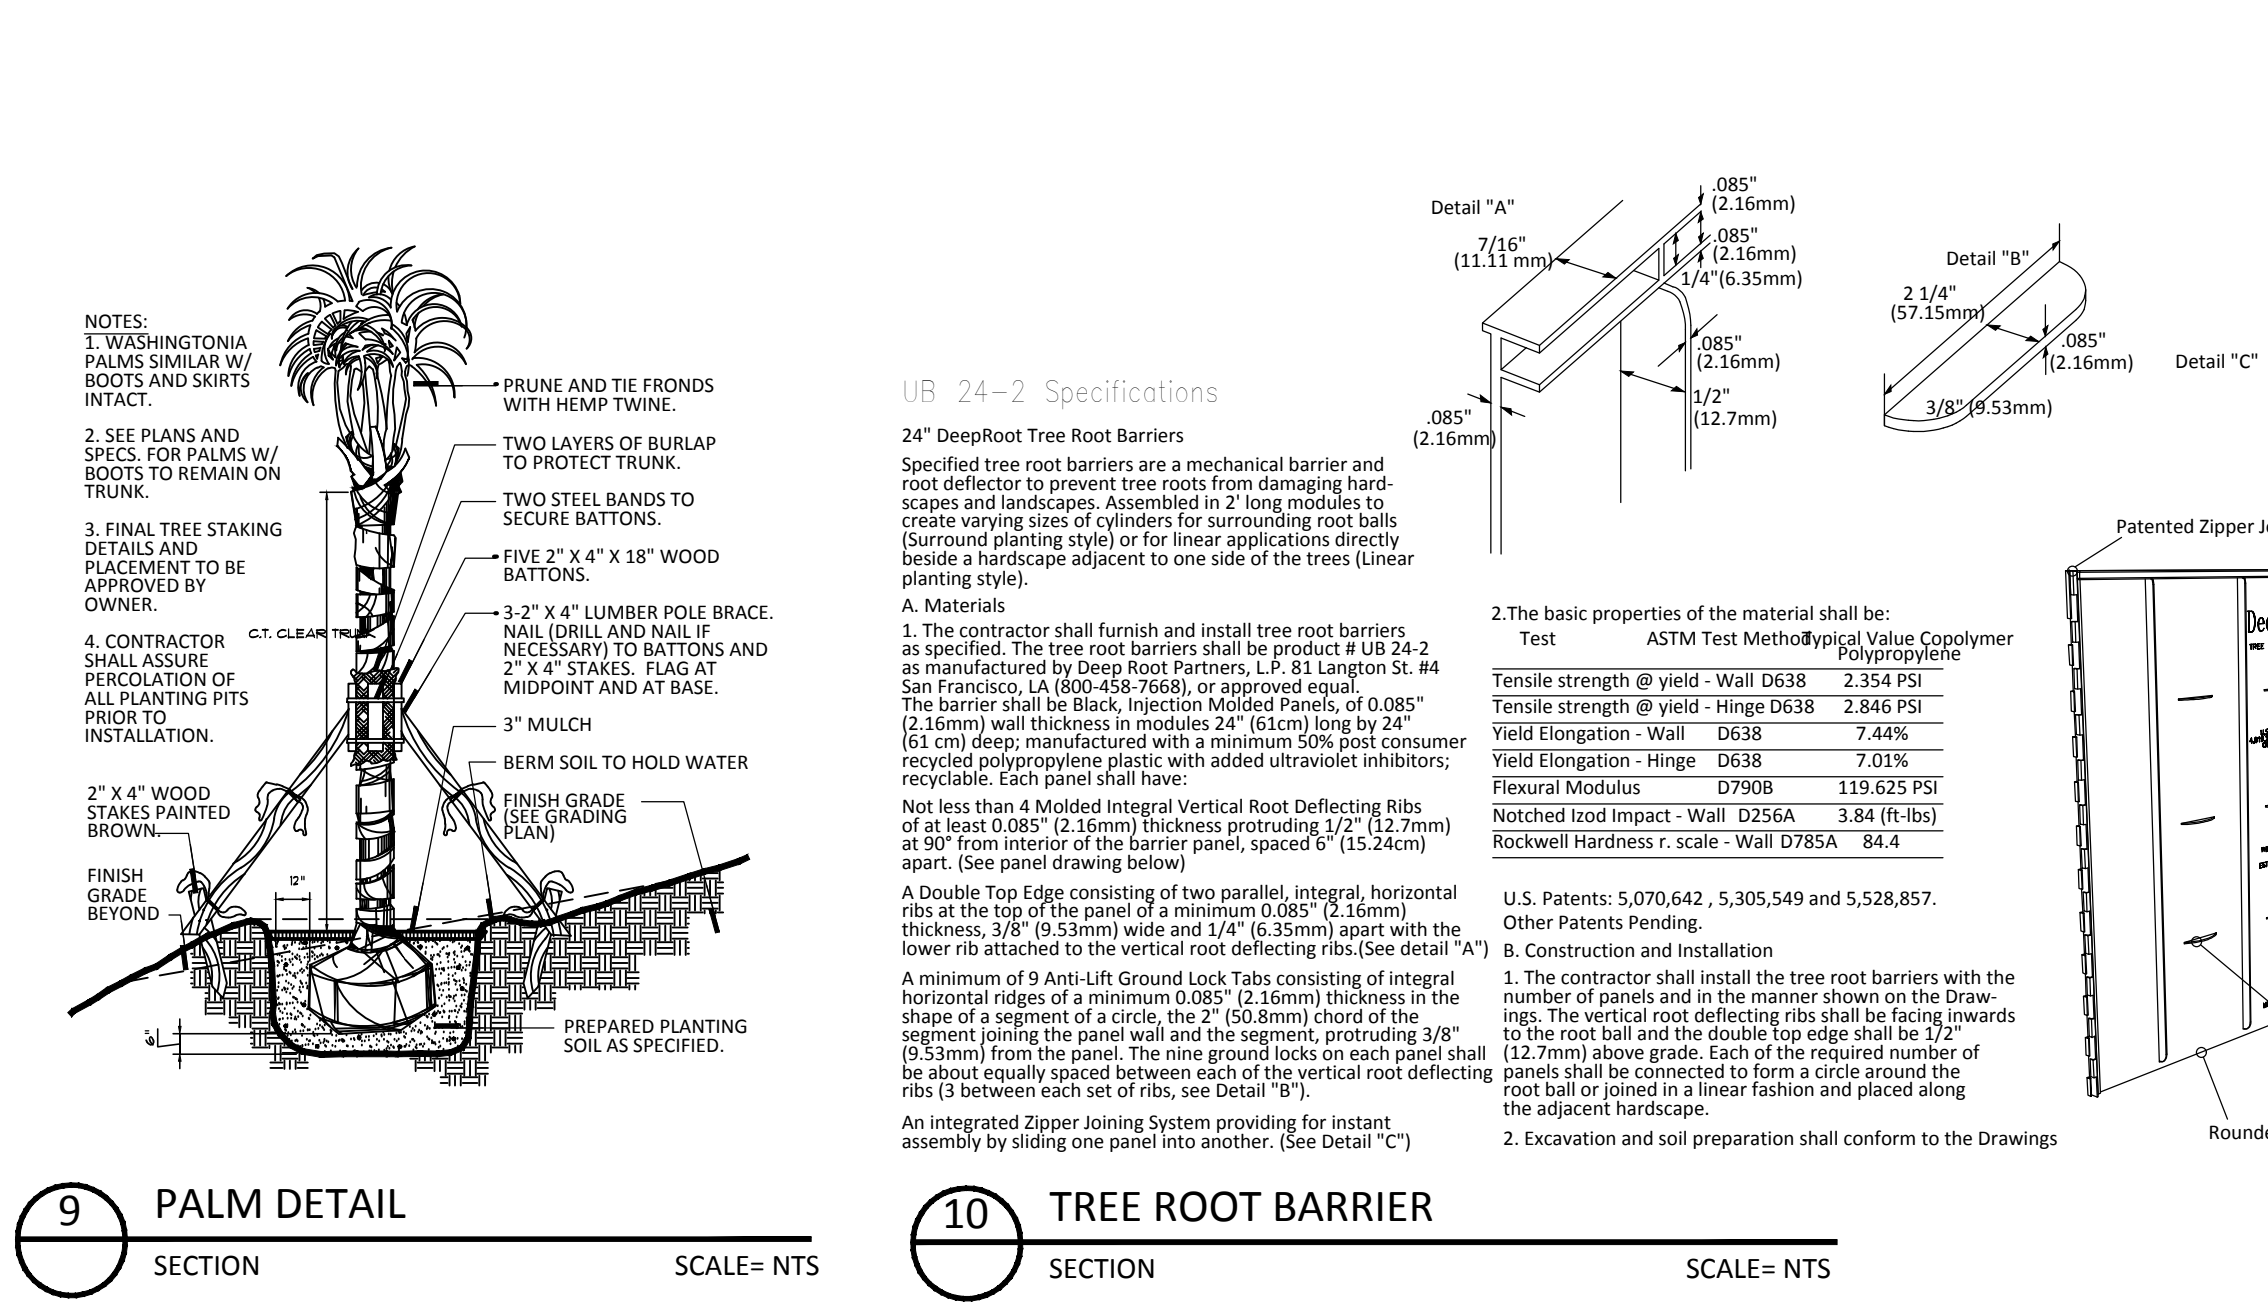 NOTES:
1. WASHINGTONIA
PALMS SIMILAR W/
BOOTS AND SKIRTS
INTACT.
2. SEE PLANS AND
SPECS. FOR PALMS W/
BOOTS TO REMAIN ON
TRUNK.
3. FINAL TREE STAKING
DETAILS AND
PLACEMENT TO BE
APPROVED BY
OWNER.
4. CONTRACTOR
SHALL ASSURE
PERCOLATION OF
ALL PLANTING PITS
PRIOR TO
INSTALLATION.
2" X 4" WOOD
STAKES PAINTED
BROWN.
FINISH
GRADE
BEYOND
C.T. CLEAR TRUNK
12"
6"
PRUNE AND TIE FRONDS
WITH HEMP TWINE.
TWO LAYERS OF BURLAP
TO PROTECT TRUNK.
TWO STEEL BANDS TO
SECURE BATTONS.
FIVE 2" X 4" X 18" WOOD
BATTONS.
3-2" X 4" LUMBER POLE BRACE.
NAIL (DRILL AND NAIL IF
NECESSARY) TO BATTONS AND
2" X 4" STAKES. FLAG AT
MIDPOINT AND AT BASE.
3" MULCH
BERM SOIL TO HOLD WATER
FINISH GRADE
(SEE GRADING
PLAN)
PREPARED PLANTING
SOIL AS SPECIFIED.
9
PALM DETAIL
SECTION
SCALE= NTS
UB 24-2 Specifications
24" DeepRoot Tree Root Barriers
Specified tree root barriers are a mechanical barrier and
root deflector to prevent tree roots from damaging hard-
scapes and landscapes. Assembled in 2' long modules to
create varying sizes of cylinders for surrounding root balls
(Surround planting style) or for linear applications directly
beside a hardscape adjacent to one side of the trees (Linear
planting style).
A. Materials
1. The contractor shall furnish and install tree root barriers
as specified. The tree root barriers shall be product # UB 24-2
as manufactured by Deep Root Partners, L.P. 81 Langton St. #4
San Francisco, LA (800-458-7668), or approved equal.
The barrier shall be Black, Injection Molded Panels, of 0.085"
(2.16mm) wall thickness in modules 24" (61cm) long by 24"
(61 cm) deep; manufactured with a minimum 50% post consumer
recycled polypropylene plastic with added ultraviolet inhibitors;
recyclable. Each panel shall have:
Not less than 4 Molded Integral Vertical Root Deflecting Ribs
of at least 0.085" (2.16mm) thickness protruding 1/2" (12.7mm)
at 90° from interior of the barrier panel, spaced 6" (15.24cm)
apart. (See panel drawing below)
A Double Top Edge consisting of two parallel, integral, horizontal
ribs at the top of the panel of a minimum 0.085" (2.16mm)
thickness, 3/8" (9.53mm) wide and 1/4" (6.35mm) apart with the
lower rib attached to the vertical root deflecting ribs.(See detail "A")
A minimum of 9 Anti-Lift Ground Lock Tabs consisting of integral
horizontal ridges of a minimum 0.085" (2.16mm) thickness in the
shape of a segment of a circle, the 2" (50.8mm) chord of the
segment joining the panel wall and the segment, protruding 3/8"
(9.53mm) from the panel. The nine ground locks on each panel shall
be about equally spaced between each of the vertical root deflecting
ribs (3 between each set of ribs, see Detail "B").
An integrated Zipper Joining System providing for instant
assembly by sliding one panel into another. (See Detail "C")
Detail "A"
7/16"
(11.11 mm)
.085"
(2.16mm)
.085"
(2.16mm)
1/4"(6.35mm)
.085"
(2.16mm)
1/2"
(12.7mm)
.085"
(2.16mm)
Detail "B"
2 1/4"
(57.15mm)
.085"
(2.16mm)
3/8" (9.53mm)
Detail "C"
2.The basic properties of the material shall be:
Test ASTM Test Method Typical Value Copolymer
Polypropylene
Tensile strength @ yield - Wall D638 2.354 PSI
Tensile strength @ yield - Hinge D638 2.846 PSI
Yield Elongation - Wall D638 7.44%
Yield Elongation - Hinge D638 7.01%
Flexural Modulus D790B 119.625 PSI
Notched Izod Impact - Wall D256A 3.84 (ft-lbs)
Rockwell Hardness r. scale - Wall D785A 84.4
U.S. Patents: 5,070,642 , 5,305,549 and 5,528,857.
Other Patents Pending.
B. Construction and Installation
1. The contractor shall install the tree root barriers with the
number of panels and in the manner shown on the Draw-
ings. The vertical root deflecting ribs shall be facing inwards
to the root ball and the double top edge shall be 1/2"
(12.7mm) above grade. Each of the required number of
panels shall be connected to form a circle around the
root ball or joined in a linear fashion and placed along
the adjacent hardscape.
2. Excavation and soil preparation shall conform to the Drawings
Patented Zipper
TREE
10
TREE ROOT BARRIER
SECTION
SCALE= NTS